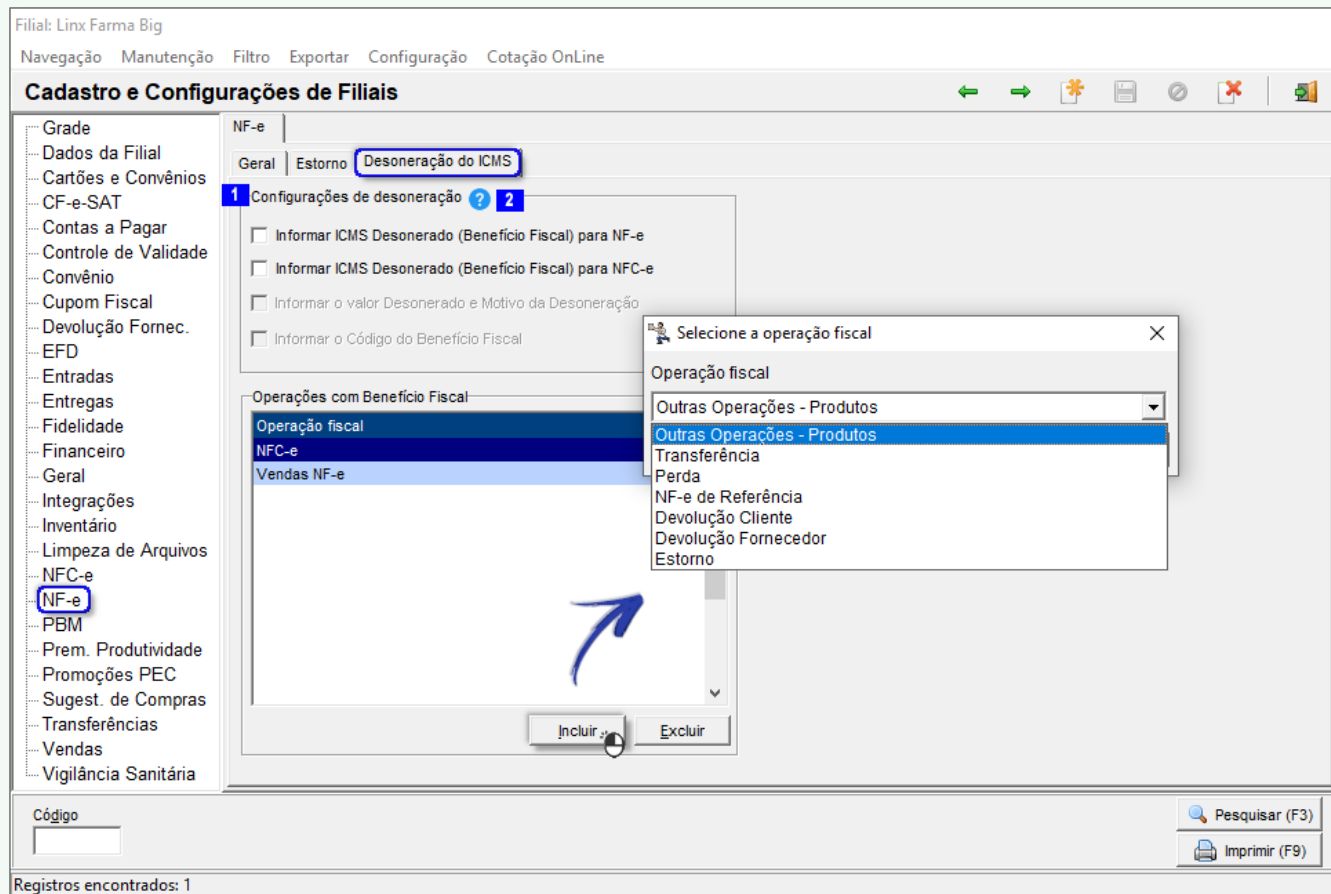 Filial: Linx Farma Big
Navegação Manutenção Filtro Exportar Configuração Cotação OnLine
Cadastro e Configurações de Filiais
Grade
Dados da Filial
Cartões e Convênios
CF-e-SAT
Contas a Pagar
Controle de Validade
Convênio
Cupom Fiscal
Devolução Fornec.
EFD
Entradas
Entregas
Fidelidade
Financeiro
Geral
Integrações
Inventário
Limpeza de Arquivos
NFC-e
NF-e
PBM
Prem. Produtividade
Promoções PEC
Sugest. de Compras
Transferências
Vendas
Vigilância Sanitária
NF-e
Geral Estorno Desoneração do ICMS
1 Configurações de desoneração ? 2
Informar ICMS Desonerado (Benefício Fiscal) para NF-e
Informar ICMS Desonerado (Benefício Fiscal) para NFC-e
Informar o valor Desonerado e Motivo da Desoneração
Informar o Código do Benefício Fiscal
Operações com Benefício Fiscal
Operação fiscal
NFC-e
Vendas NF-e
Incluir Excluir
Selecione a operação fiscal
Operação fiscal
Outras Operações - Produtos
Outras Operações - Produtos
Transferência
Perda
NF-e de Referência
Devolução Cliente
Devolução Fornecedor
Estorno
Código
Pesquisar (F3)
Imprimir (F9)
Registros encontrados: 1